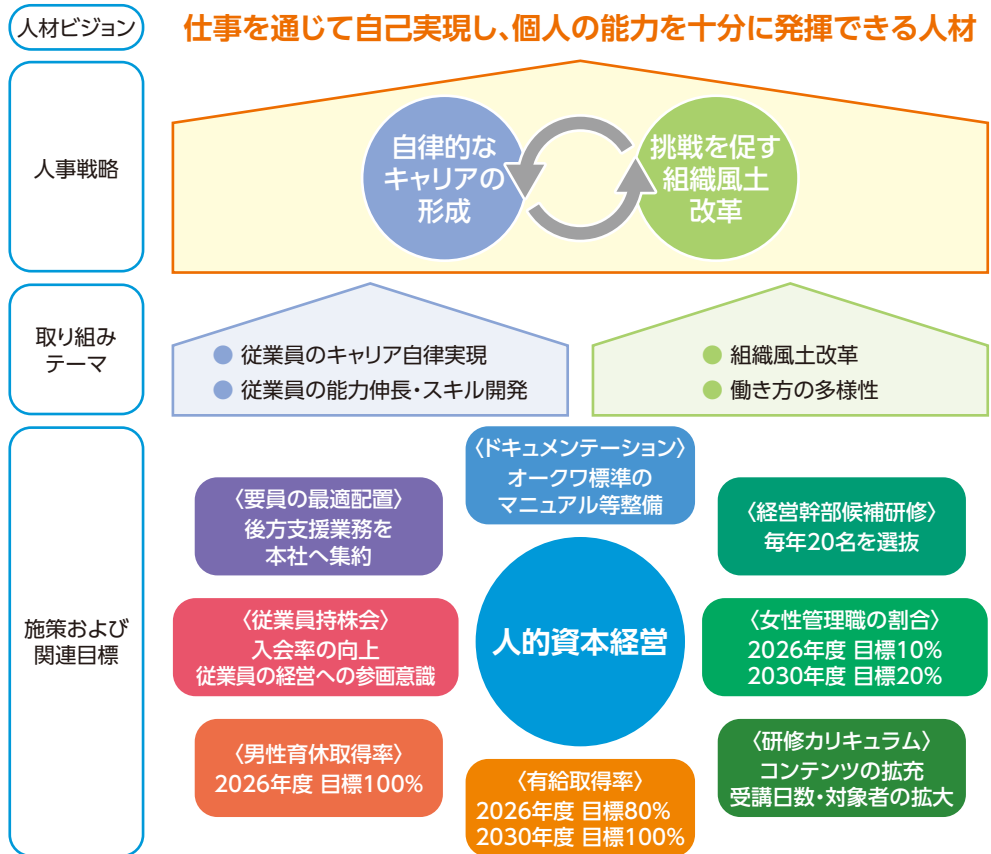 人材ビジョン
仕事を通じて自己実現し、個人の能力を十分に発揮できる人材
人事戦略
自律的な
キャリアの
形成
挑戦を促す
組織風土
改革
取り組み
テーマ
● 従業員のキャリア自律実現
● 従業員の能力伸長・スキル開発
● 組織風土改革
● 働き方の多様性
施策および
関連目標
〈ドキュメンテーション〉
オークワ標準の
マニュアル等整備
〈要員の最適配置〉
後方支援業務を
本社へ集約
〈経営幹部候補研修〉
毎年20名を選抜
〈従業員持株会〉
入会率の向上
従業員の経営への参画意識
人的資本経営
〈女性管理職の割合〉
2026年度 目標10%
2030年度 目標20%
〈男性育休取得率〉
2026年度 目標100%
〈有給取得率〉
2026年度 目標80%
2030年度 目標100%
〈研修カリキュラム〉
コンテンツの拡充
受講日数・対象者の拡大